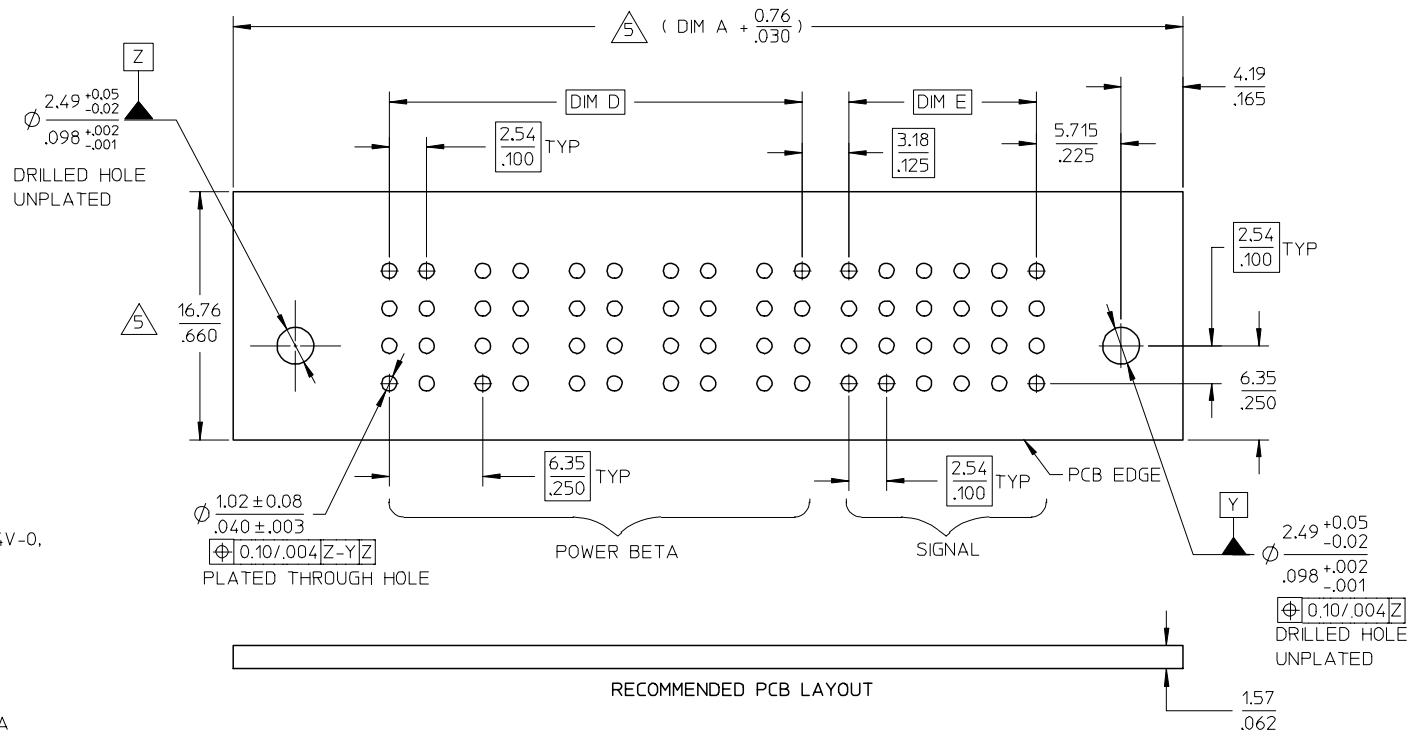 5 ( DIM A + 0.76 / .030 )
Z
4.19
.165
⌀ 2.49 +0.05 -0.02
.098 +.002 -.001
DRILLED HOLE
UNPLATED
DIM D
DIM E
2.54
.100 TYP
3.18
.125
5.715
.225
2.54
.100 TYP
5
16.76
.660
6.35
.250
6.35
.250 TYP
2.54
.100 TYP
PCB EDGE
⌀ 1.02 ±0.08
.040 ±.003
⌖ 0.10/.004 Z-Y Z
PLATED THROUGH HOLE
POWER BETA
SIGNAL
Y
⌀ 2.49 +0.05 -0.02
.098 +.002 -.001
⌖ 0.10/.004 Z
DRILLED HOLE
UNPLATED
V-0,
RECOMMENDED PCB LAYOUT
1.57
.062
A